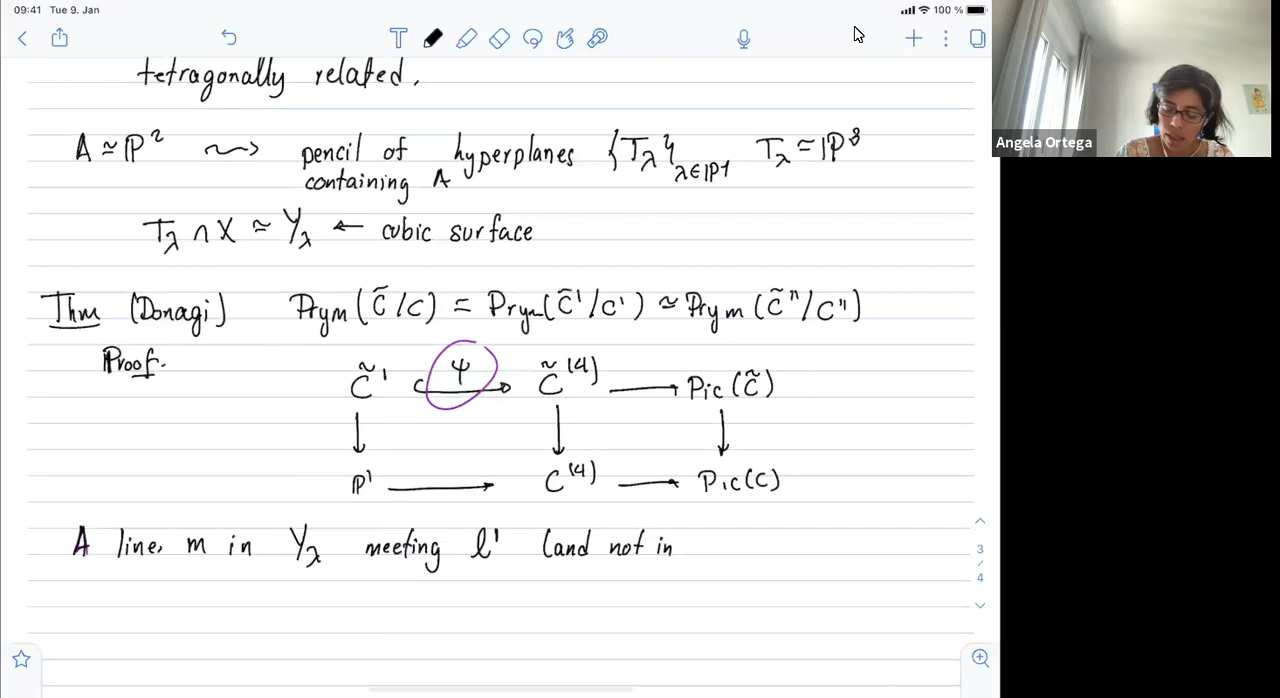 09:41 Tue 9. Jan 100 %
tetragonally related.
A ≃ ℙ² ⇝ pencil of hyperplanes {T_λ}_{λ∈ℙ¹} T_λ ≃ ℙ³
containing A
T_λ ∩ X ≃ Y_λ ← cubic surface
Thm (Donagi) Prym(C̃/C) = Prym(C̃'/C') ≃ Prym(C̃''/C'')
Proof.
C̃' ψ C̃⁽⁴⁾ → Pic(C̃)
ℙ¹ → C⁽⁴⁾ → Pic(C)
A line m in Y_λ meeting l' (and not in
3
/
4
Angela Ortega